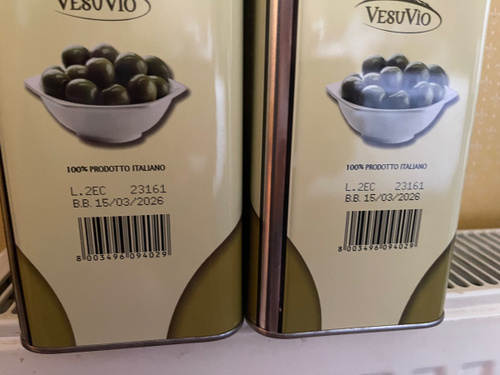 VESUVIO
100% PRODOTTO ITALIANO
L.2EC 23161
B.B. 15/03/2026
8 003496 094029
VESUVIO
100% PRODOTTO ITALIANO
L.2EC 23161
B.B. 15/03/2026
8 003496 094029